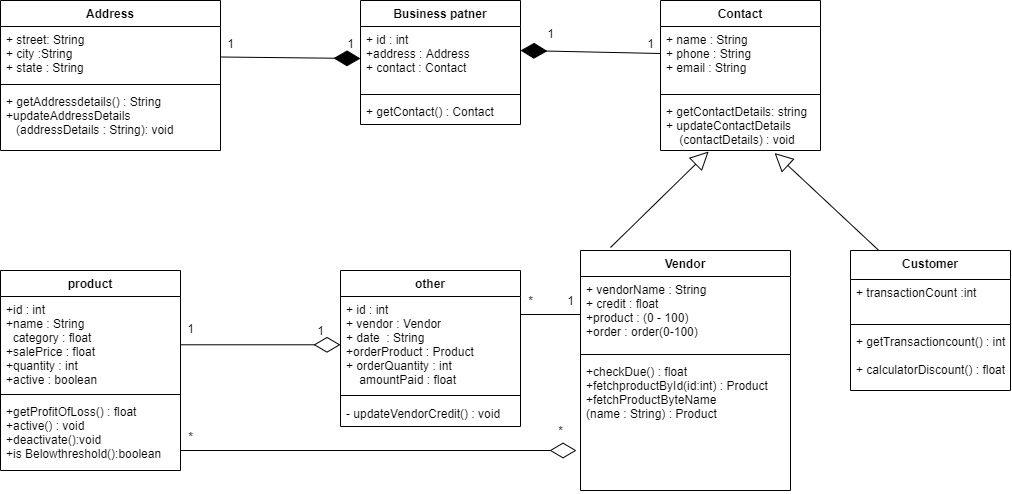 Address
+ street: String
+ city :String
+ state : String
+ getAddressdetails() : String
+updateAddressDetails
(addressDetails : String): void
1
1
Business patner
+ id : int
+address : Address
+ contact : Contact
+ getContact() : Contact
1
1
Contact
+ name : String
+ phone : String
+ email : String
+ getContactDetails: string
+ updateContactDetails
(contactDetails) : void
product
+id : int
+name : String
category : float
+salePrice : float
+quantity : int
+active : boolean
+getProfitOfLoss() : float
+active() : void
+deactivate():void
+is Belowthreshold():boolean
1
1
other
+ id : int
+ vendor : Vendor
+ date : String
+orderProduct : Product
+ orderQuantity : int
amountPaid : float
- updateVendorCredit() : void
*
1
*
*
Vendor
+ vendorName : String
+ credit : float
+product : (0 - 100)
+order : order(0-100)
+checkDue() : float
+fetchproductById(id:int) : Product
+fetchProductByteName
(name : String) : Product
Customer
+ transactionCount :int
+ getTransactioncount() : int
+ calculatorDiscount() : float